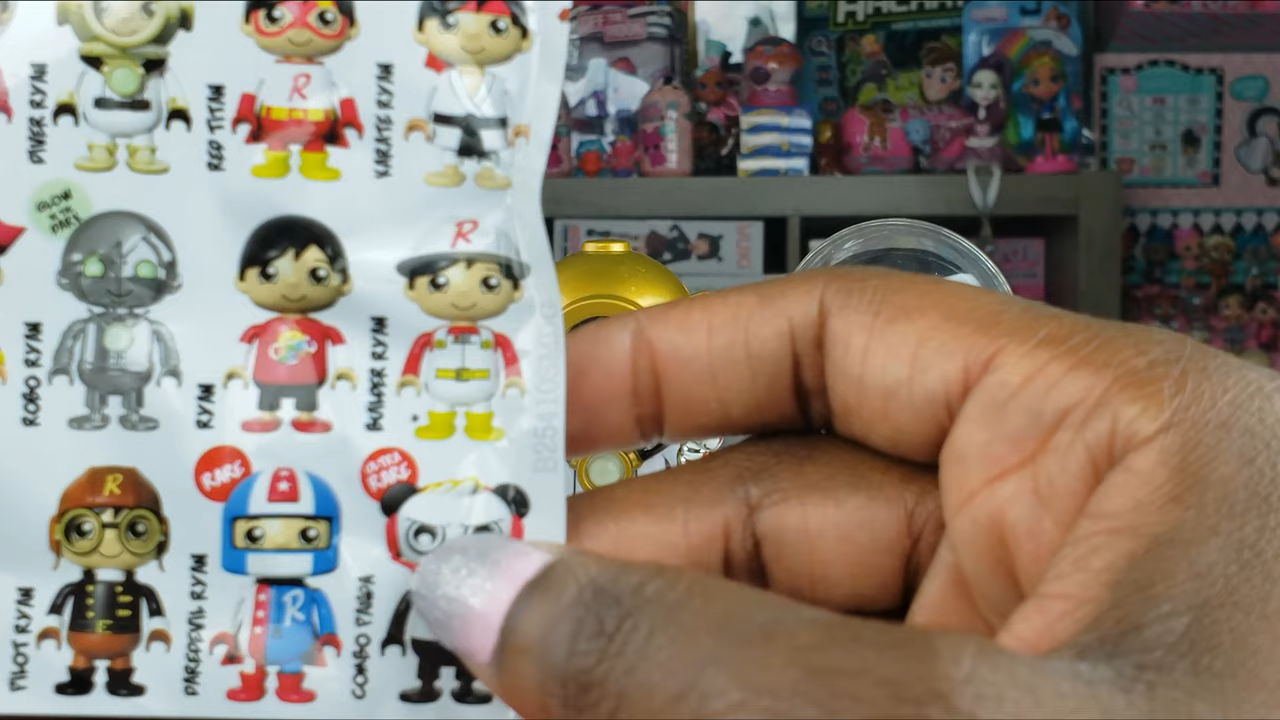 DIVER RYAN
RED TITAN
R
KARATE RYAN
GLOW
IN THE
DARK
ROBO RYAN
RYAN
R
BUILDER RYAN
R
PILOT RYAN
RARE
R
DAREDEVIL RYAN
ULTRA
RARE
COMBO PANDA